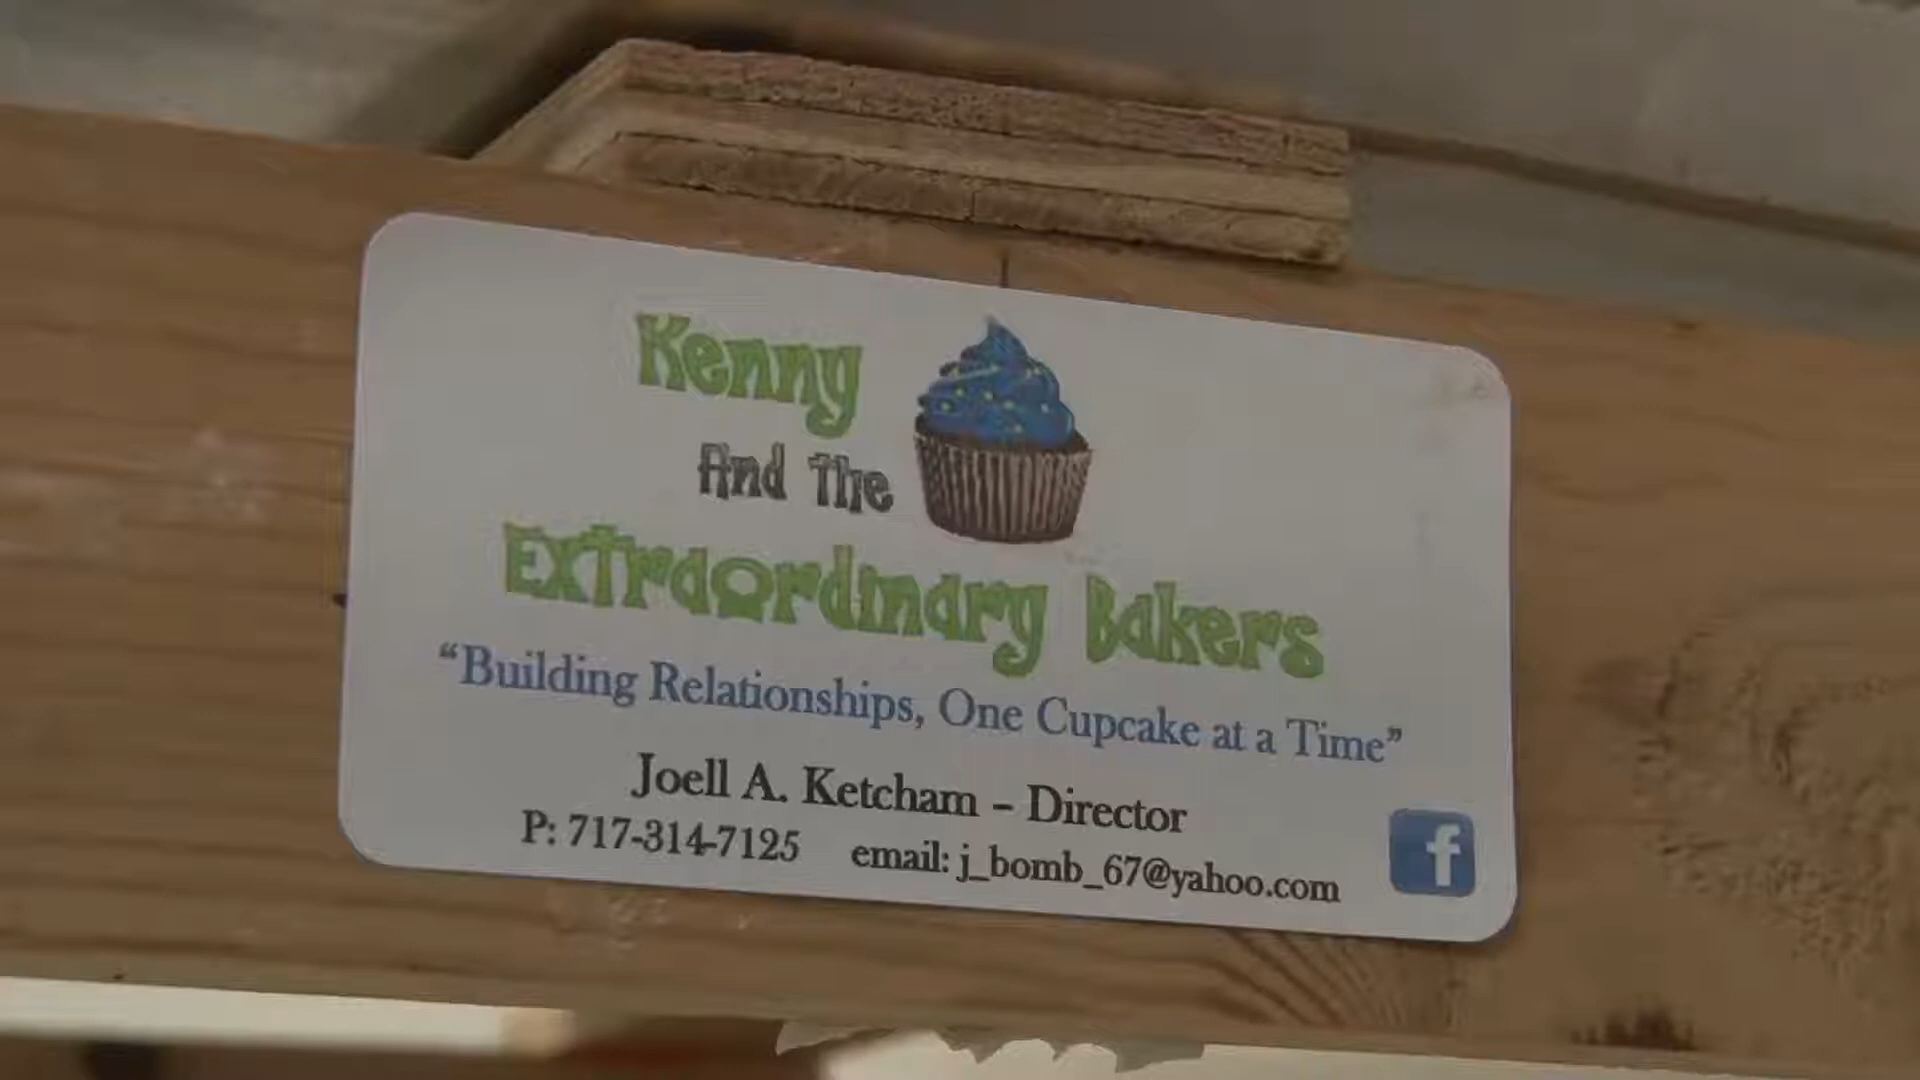 Kenny
And The
Extraordinary Bakers
“Building Relationships, One Cupcake at a Time”
Joell A. Ketcham – Director
P: 717-314-7125 email: j_bomb_67@yahoo.com
f